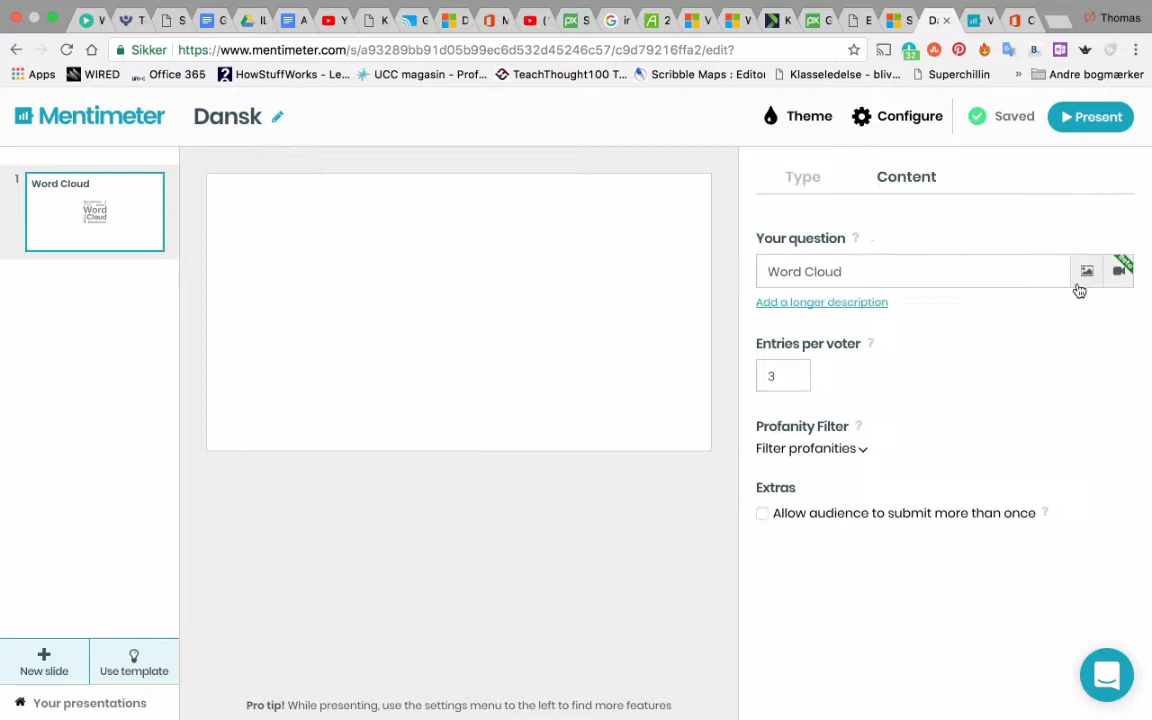 Thomas
Sikker https://www.mentimeter.com/s/a93289bb91d05b99ec6d532d45246c57/c9d79216ffa2/edit?
Apps WIRED Office 365 HowStuffWorks - Le... UCC magasin - Prof... TeachThought100 T... Scribble Maps : Editor Klasseledelse - bliv... Superchillin » Andre bogmærker
Mentimeter Dansk Theme Configure Saved Present
1 Word Cloud
Word
Cloud
Type Content
Your question ?
Word Cloud
Add a longer description
Entries per voter ?
3
Profanity Filter ?
Filter profanities
Extras
Allow audience to submit more than once ?
New slide Use template
Your presentations
Pro tip! While presenting, use the settings menu to the left to find more features